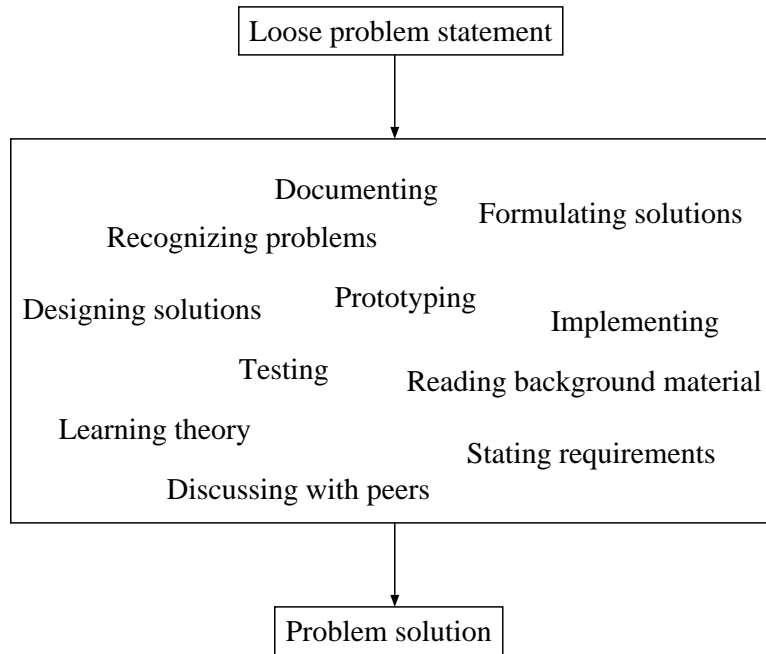 Loose problem statement
Documenting
Formulating solutions
Recognizing problems
Prototyping
Designing solutions
Implementing
Testing
Reading background material
Learning theory
Stating requirements
Discussing with peers
Problem solution